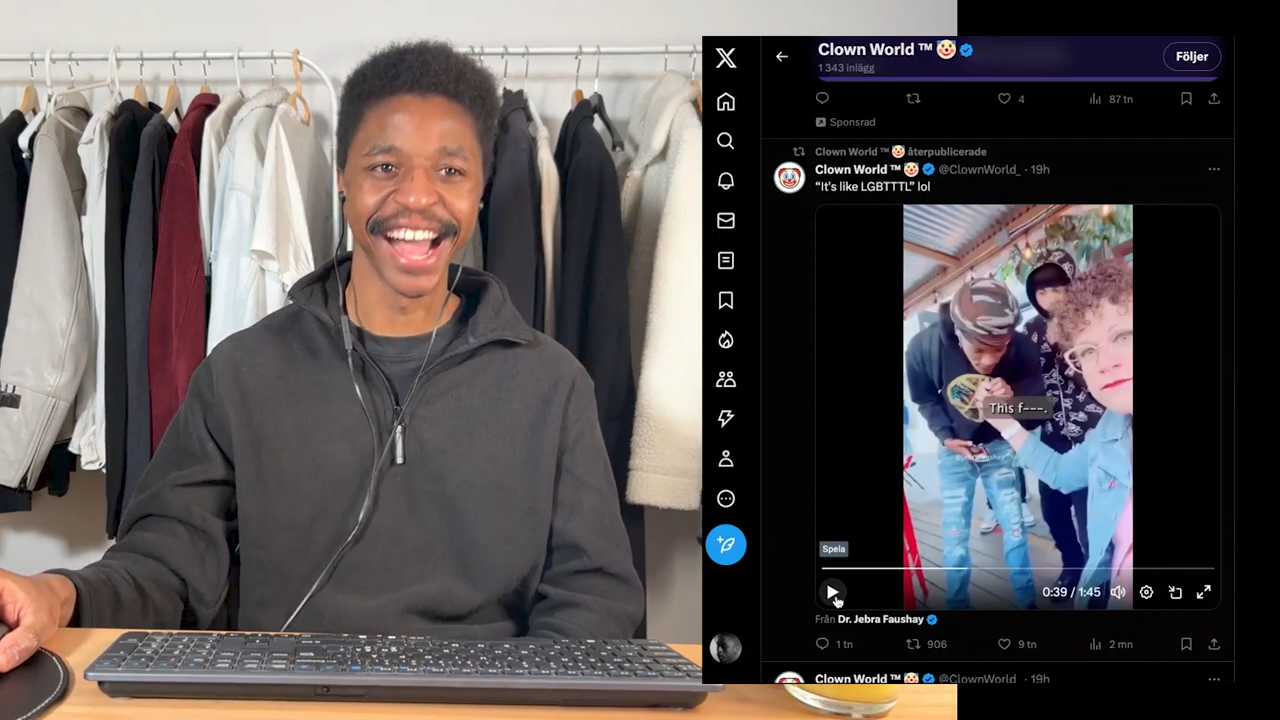 Clown World ™ 🤡
1 343 inlägg
Följer
4
87 tn
Sponsrad
Clown World ™ 🤡 återpublicerade
Clown World ™ 🤡 @ClownWorld_ · 19h
“It's like LGBTTTL” lol
This f---.
Spela
0:39 / 1:45
Från Dr. Jebra Faushay
1 tn
906
9 tn
2 mn
Clown World ™ 🤡 @ClownWorld_ · 19h